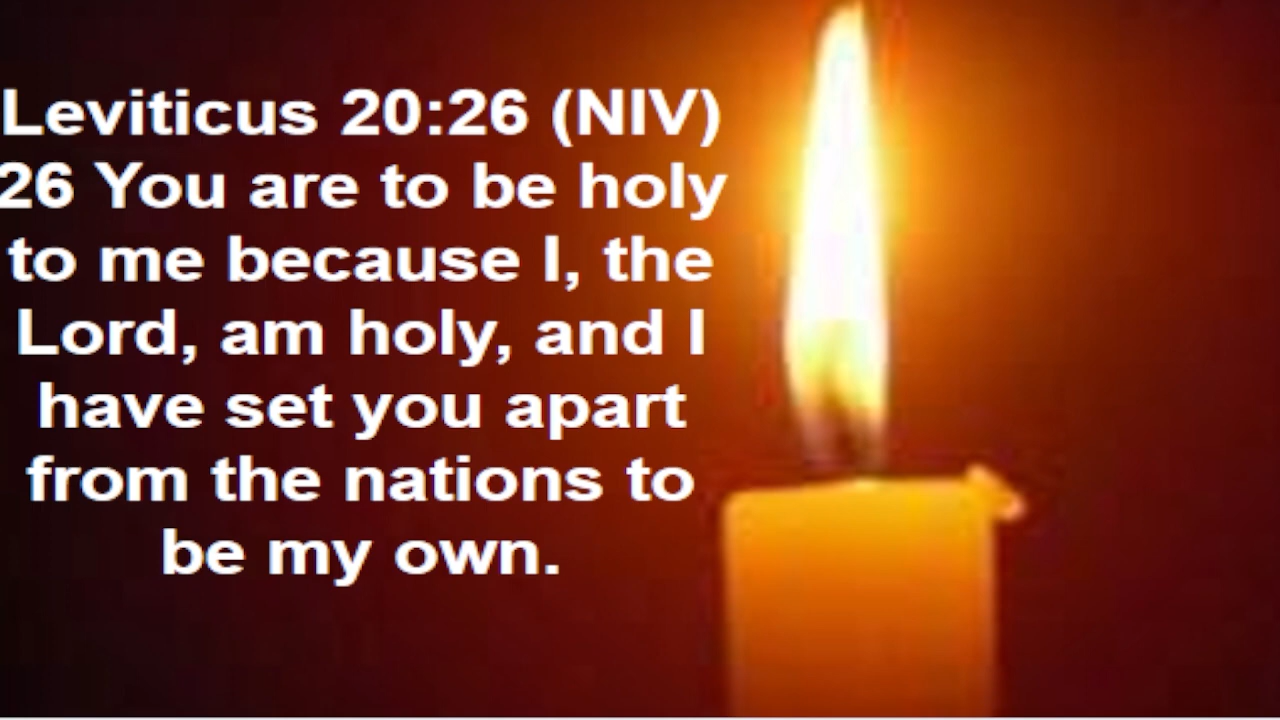 Leviticus 20:26 (NIV)
26 You are to be holy
to me because I, the
Lord, am holy, and I
have set you apart
from the nations to
be my own.